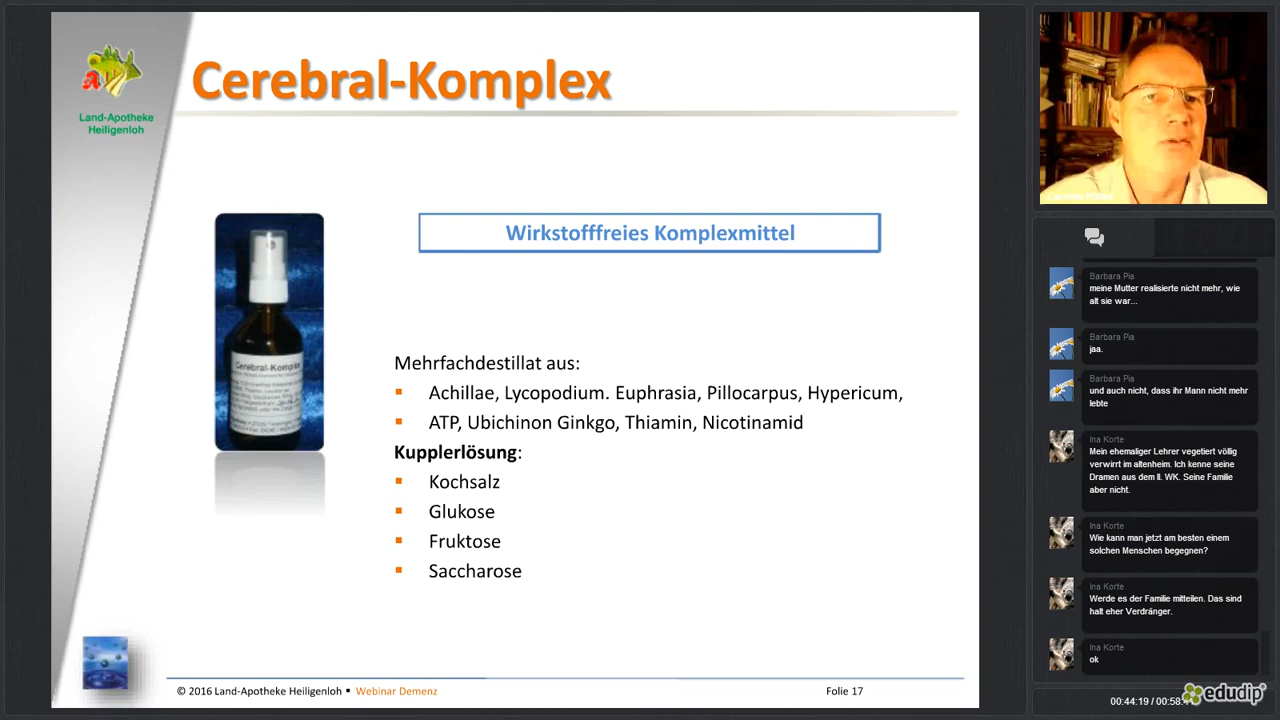 Cerebral-Komplex
Land-Apotheke
Heiligenloh
Wirkstofffreies Komplexmittel
Cerebral-Komplex
Mehrfachdestillat aus:
Achillae, Lycopodium. Euphrasia, Pillocarpus, Hypericum,
ATP, Ubichinon Ginkgo, Thiamin, Nicotinamid
Kupplerlösung:
Kochsalz
Glukose
Fruktose
Saccharose
© 2016 Land-Apotheke Heiligenloh ▪ Webinar Demenz
Folie 17
Barbara Pia
meine Mutter realisierte nicht mehr, wie
alt sie war...
Barbara Pia
jaa.
Barbara Pia
und auch nicht, dass ihr Mann nicht mehr
lebte
Ina Korte
Mein ehemaliger Lehrer vegetiert völlig
verwirrt im altenheim. Ich kenne seine
Dramen aus dem II. WK. Seine Familie
aber nicht.
Ina Korte
Wie kann man jetzt am besten einem
solchen Menschen begegnen?
Ina Korte
Werde es der Familie mitteilen. Das sind
halt eher Verdränger.
Ina Korte
ok
00:44:19 /
edudip